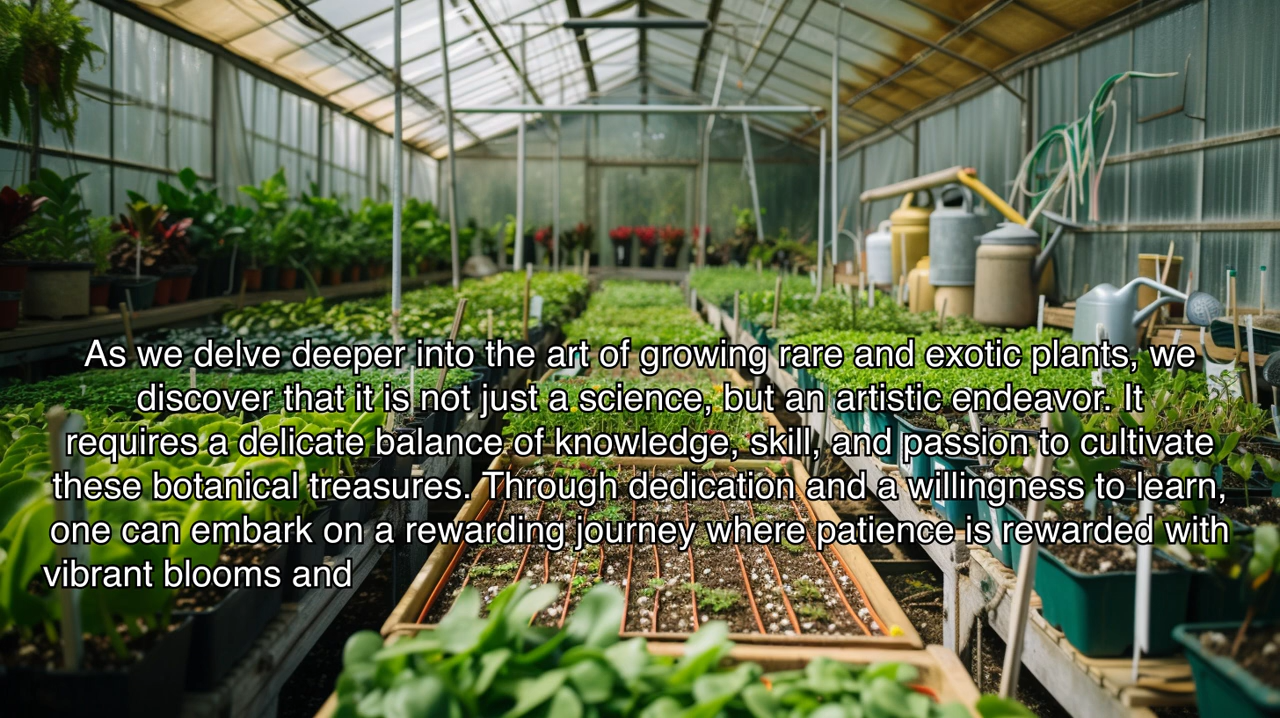 As we delve deeper into the art of growing rare and exotic plants, we
discover that it is not just a science, but an artistic endeavor. It
requires a delicate balance of knowledge, skill, and passion to cultivate
these botanical treasures. Through dedication and a willingness to learn,
one can embark on a rewarding journey where patience is rewarded with
vibrant blooms and